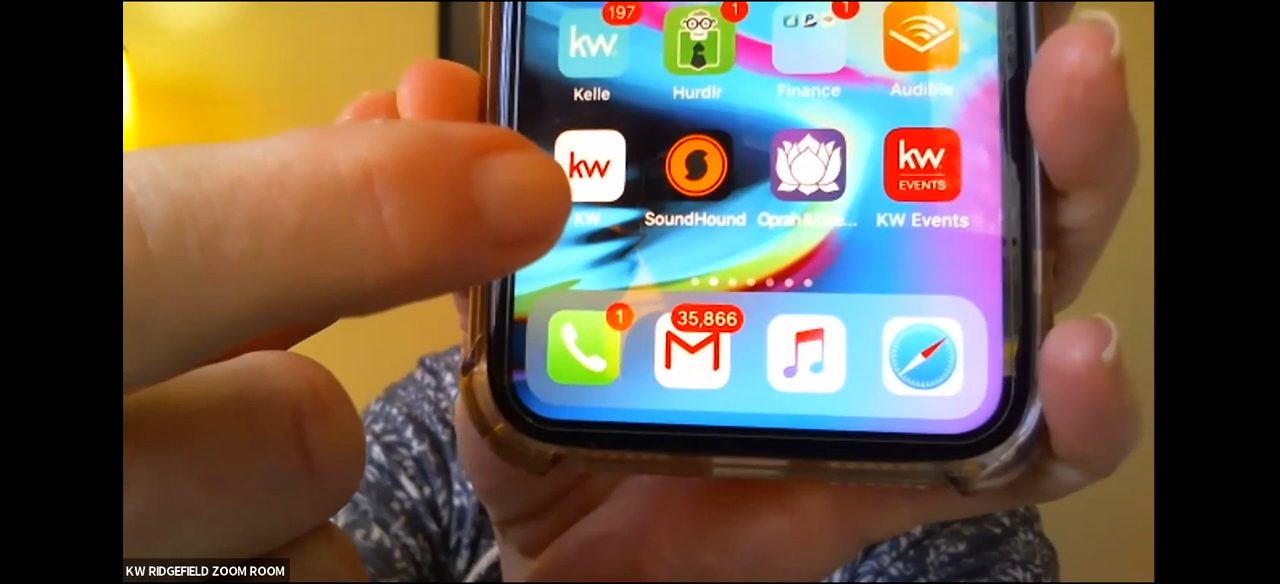 197 1 1
kw
Kelle Hurdlr Finance Audible
kw kw EVENTS
KW SoundHound KW Events
1 35,866
KW RIDGEFIELD ZOOM ROOM